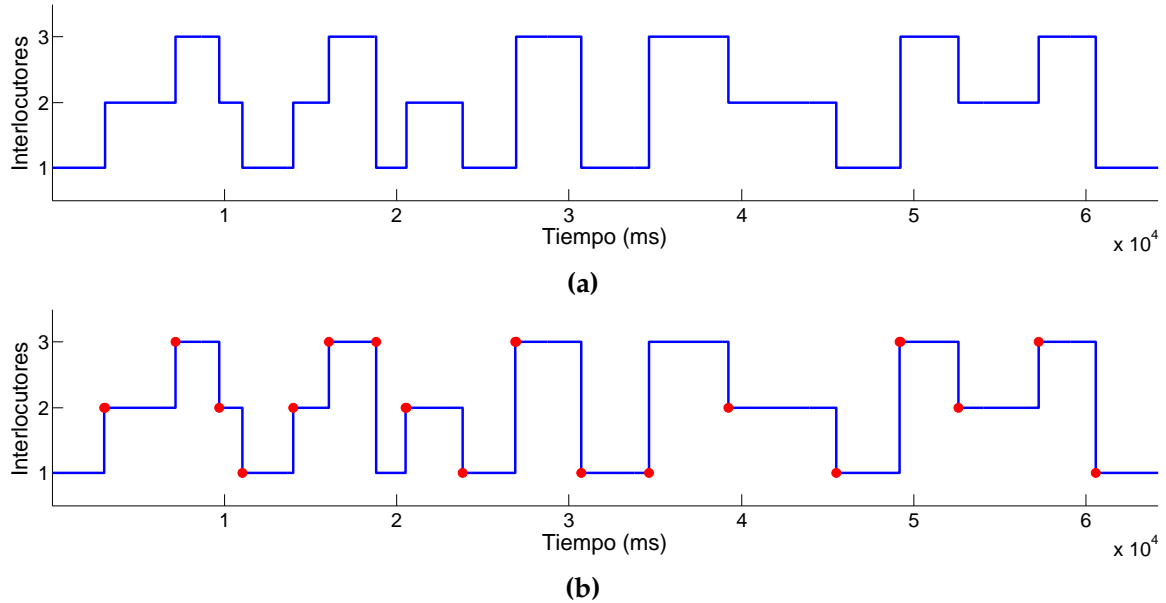 Interlocutores
3
2
1
1 2 3 4 5 6
Tiempo (ms)
x 10^4
(a)
Interlocutores
3
2
1
1 2 3 4 5 6
Tiempo (ms)
x 10^4
(b)